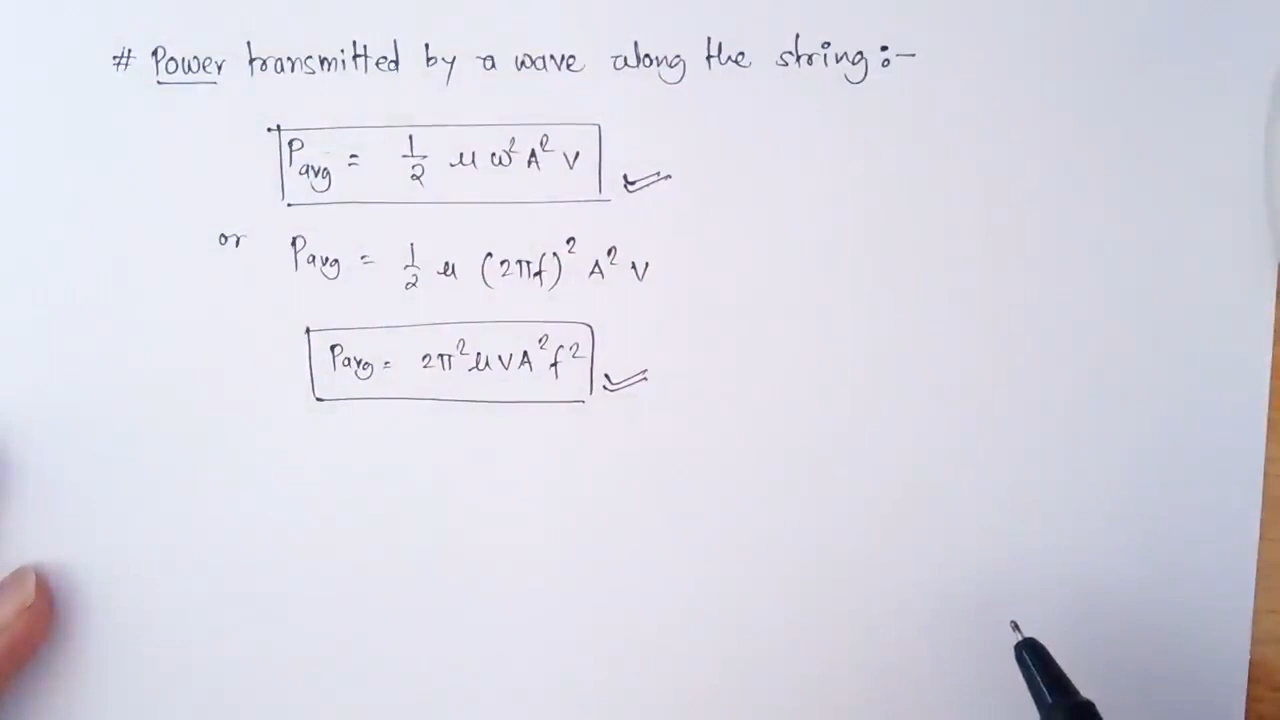 # Power transmitted by a wave along the string:-
Pavg = 1/2 μ ω² A² V
or Pavg = 1/2 μ (2πf)² A² V
Pavg = 2π² μ V A² f²